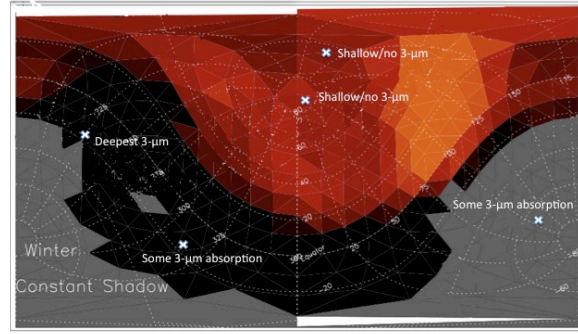 Shallow/no 3-µm
Shallow/no 3-µm
Deepest 3-µm
Some 3-µm absorption
Some 3-µm absorption
Winter
Constant Shadow
Equator